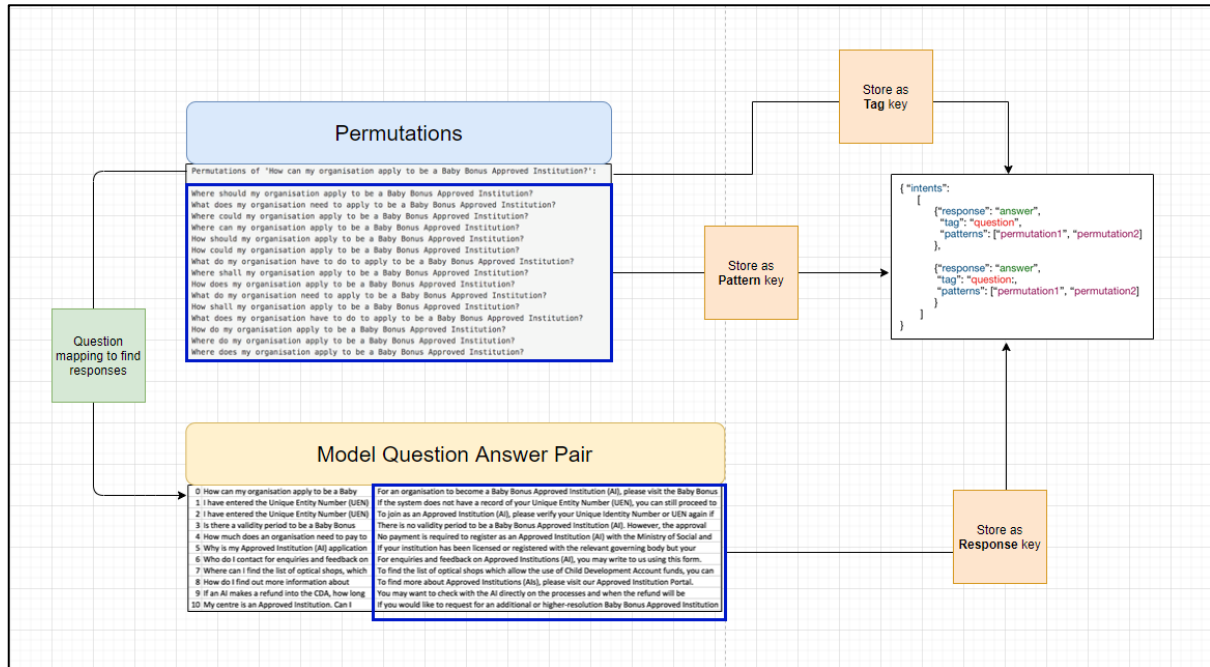 Store as
Tag key
Permutations
Permutations of 'How can my organisation apply to be a Baby Bonus Approved Institution?':
Where should my organisation apply to be a Baby Bonus Approved Institution?
What does my organisation need to apply to be a Baby Bonus Approved Institution?
Where could my organisation apply to be a Baby Bonus Approved Institution?
Where can my organisation apply to be a Baby Bonus Approved Institution?
How should my organisation apply to be a Baby Bonus Approved Institution?
How could my organisation apply to be a Baby Bonus Approved Institution?
What do my organisation have to do to apply to be a Baby Bonus Approved Institution?
Where shall my organisation apply to be a Baby Bonus Approved Institution?
How does my organisation apply to be a Baby Bonus Approved Institution?
What do my organisation need to apply to be a Baby Bonus Approved Institution?
How shall my organisation apply to be a Baby Bonus Approved Institution?
What does my organisation have to do to apply to be a Baby Bonus Approved Institution?
How do my organisation apply to be a Baby Bonus Approved Institution?
Where do my organisation apply to be a Baby Bonus Approved Institution?
Where does my organisation apply to be a Baby Bonus Approved Institution?
Store as
Pattern key
{ "intents":
[
{"response": "answer",
"tag": "question",
"patterns": ["permutation1", "permutation2]
},
{"response": "answer",
"tag": "question:,
"patterns": ["permutation1", "permutation2]
}
]
}
Question
mapping to find
responses
Model Question Answer Pair
0 How can my organisation apply to be a Baby For an organisation to become a Baby Bonus Approved Institution (AI), please visit the Baby Bonus
1 I have entered the Unique Entity Number (UEN) If the system does not have a record of your Unique Entity Number (UEN), you can still proceed to
2 I have entered the Unique Entity Number (UEN) To join as an Approved Institution (AI), please verify your Unique Identity Number or UEN again if
3 Is there a validity period to be a Baby Bonus There is no validity period to be a Baby Bonus Approved Institution (AI). However, the approval
4 How much does an organisation need to pay to No payment is required to register as an Approved Institution (AI) with the Ministry of Social and
5 Why is my Approved Institution (AI) application If your institution has been licensed or registered with the relevant governing body but your
6 Who do I contact for enquiries and feedback on For enquiries and feedback on Approved Institutions (AI), you may write to us using this form.
7 Where can I find the list of optical shops, which To find the list of optical shops which allow the use of Child Development Account funds, you can
8 How do I find out more information about To find more about Approved Institutions (AIs), please visit our Approved Institution Portal.
9 If an AI makes a refund into the CDA, how long You may want to check with the AI directly on the processes and when the refund will be
10 My centre is an Approved Institution. Can I If you would like to request for an additional or higher-resolution Baby Bonus Approved Institution
Store as
Response key